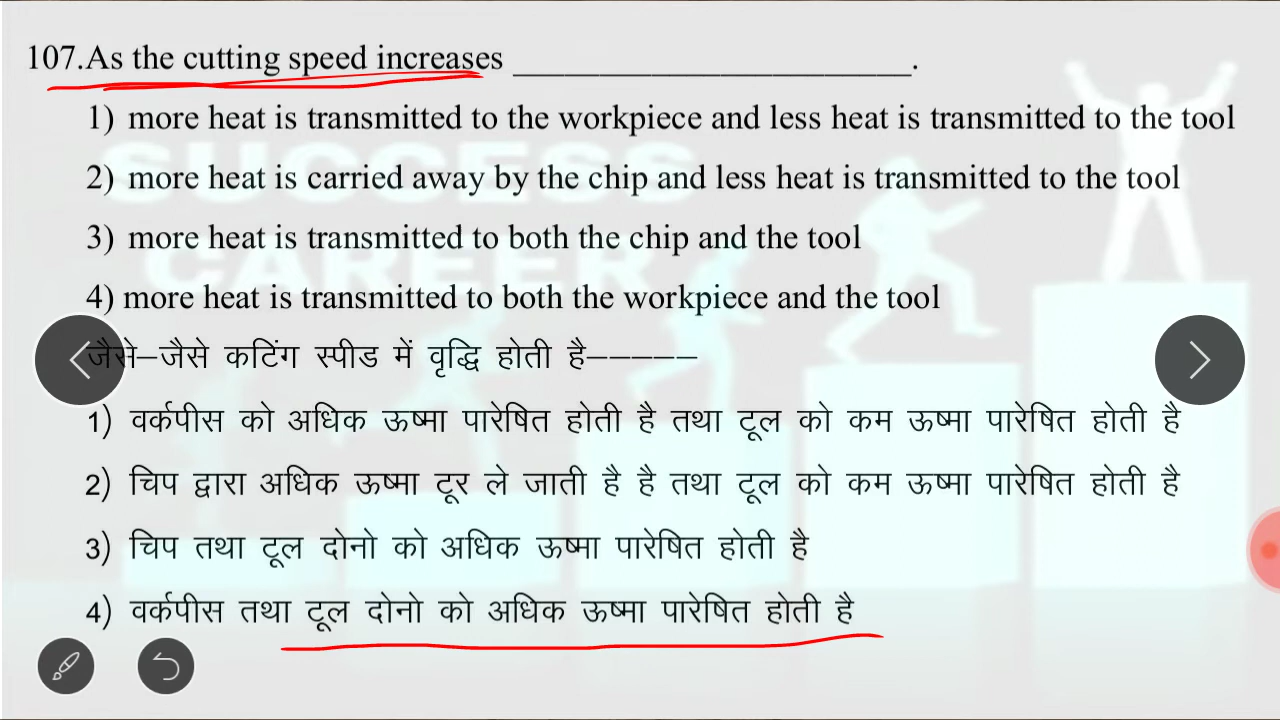 107.As the cutting speed increases ________________________.
1) more heat is transmitted to the workpiece and less heat is transmitted to the tool
2) more heat is carried away by the chip and less heat is transmitted to the tool
3) more heat is transmitted to both the chip and the tool
4) more heat is transmitted to both the workpiece and the tool
जैसे–जैसे कटिंग स्पीड में वृद्धि होती है–––––
1) वर्कपीस को अधिक ऊष्मा पारेषित होती है तथा टूल को कम ऊष्मा पारेषित होती है
2) चिप द्वारा अधिक ऊष्मा टूर ले जाती है है तथा टूल को कम ऊष्मा पारेषित होती है
3) चिप तथा टूल दोनो को अधिक ऊष्मा पारेषित होती है
4) वर्कपीस तथा टूल दोनो को अधिक ऊष्मा पारेषित होती है
SUCCESS
CAREER